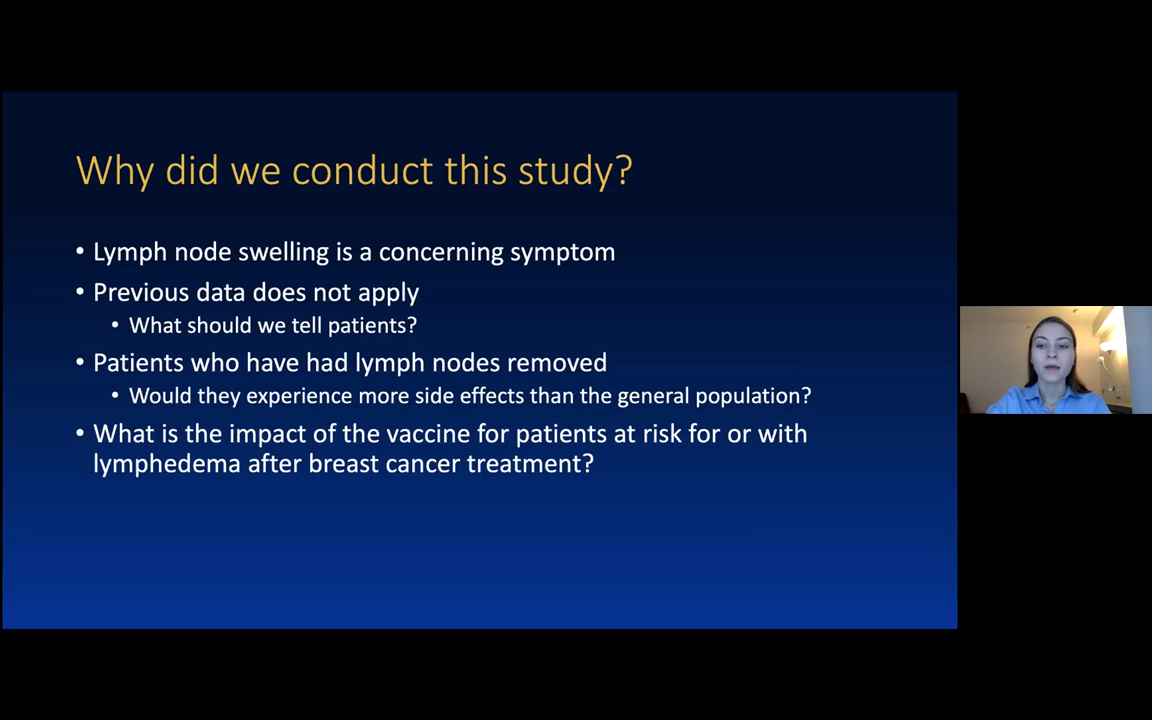 Why did we conduct this study?
• Lymph node swelling is a concerning symptom
• Previous data does not apply
• What should we tell patients?
• Patients who have had lymph nodes removed
• Would they experience more side effects than the general population?
• What is the impact of the vaccine for patients at risk for or with
lymphedema after breast cancer treatment?